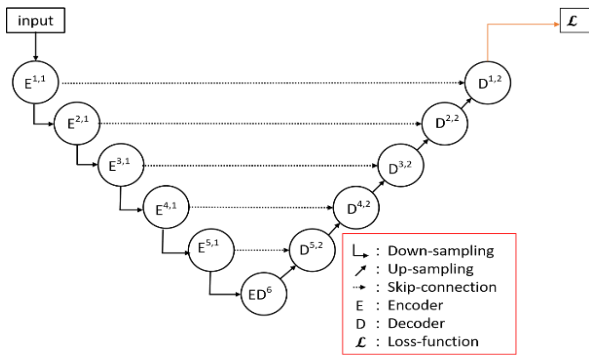 input
𝓛
E¹,¹
D¹,²
E²,¹
D²,²
E³,¹
D³,²
E⁴,¹
D⁴,²
E⁵,¹
D⁵,²
ED⁶
: Down-sampling
: Up-sampling
: Skip-connection
E : Encoder
D : Decoder
𝓛 : Loss-function